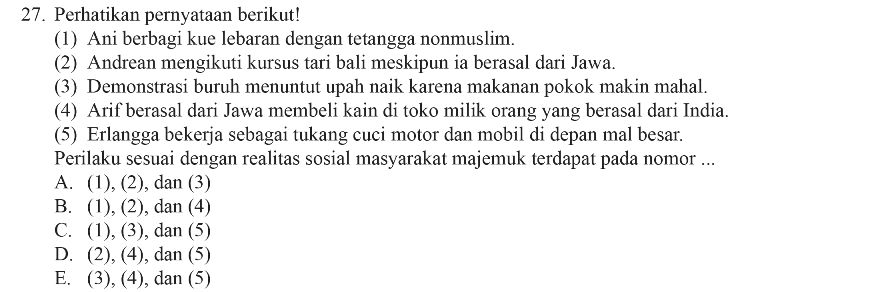 27. Perhatikan pernyataan berikut!
(1) Ani berbagi kue lebaran dengan tetangga nonmuslim.
(2) Andrean mengikuti kursus tari bali meskipun ia berasal dari Jawa.
(3) Demonstrasi buruh menuntut upah naik karena makanan pokok makin mahal.
(4) Arif berasal dari Jawa membeli kain di toko milik orang yang berasal dari India.
(5) Erlangga bekerja sebagai tukang cuci motor dan mobil di depan mal besar.
Perilaku sesuai dengan realitas sosial masyarakat majemuk terdapat pada nomor ...
A. (1), (2), dan (3)
B. (1), (2), dan (4)
C. (1), (3), dan (5)
D. (2), (4), dan (5)
E. (3), (4), dan (5)